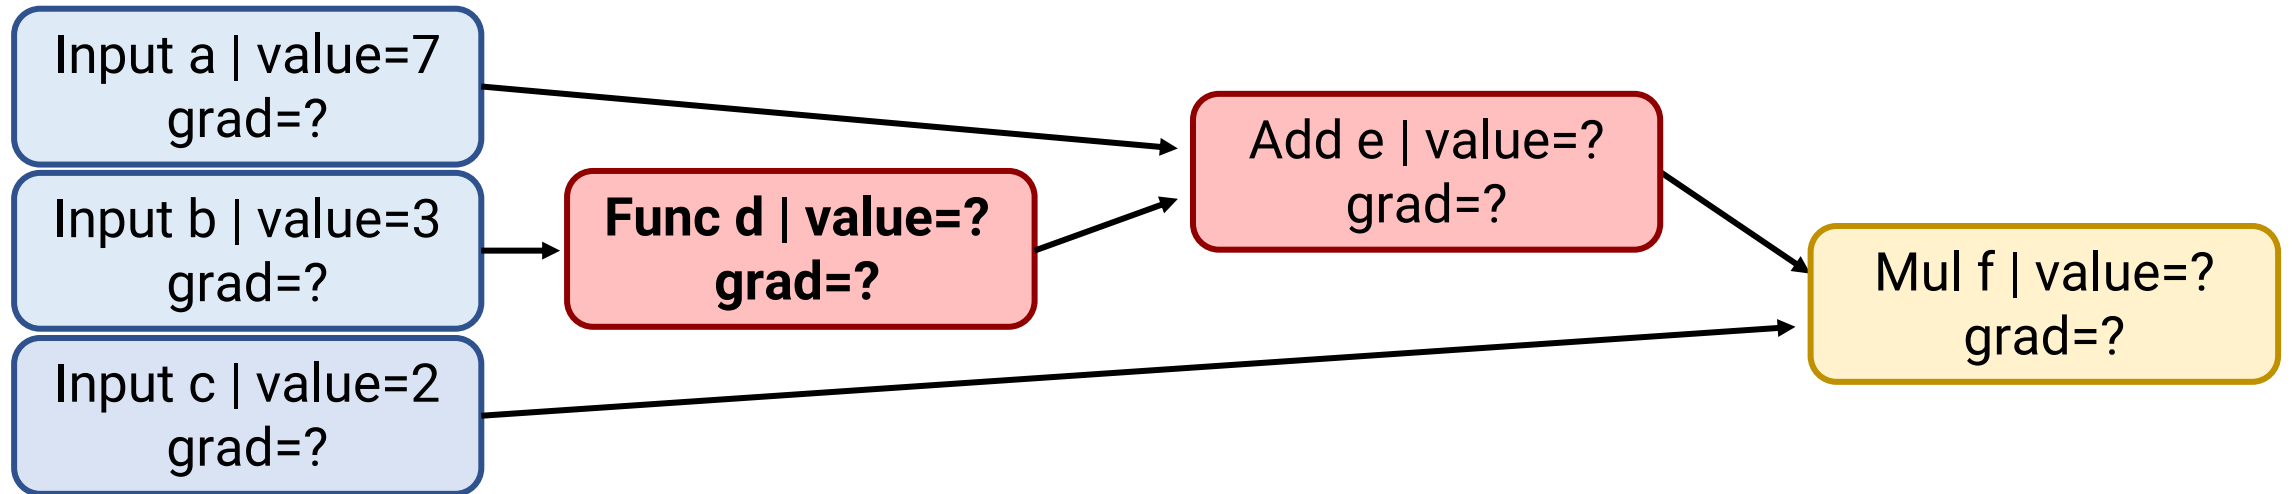 Input a | value=7
grad=?
Input b | value=3
grad=?
Input c | value=2
grad=?
Func d | value=?
grad=?
Add e | value=?
grad=?
Mul f | value=?
grad=?